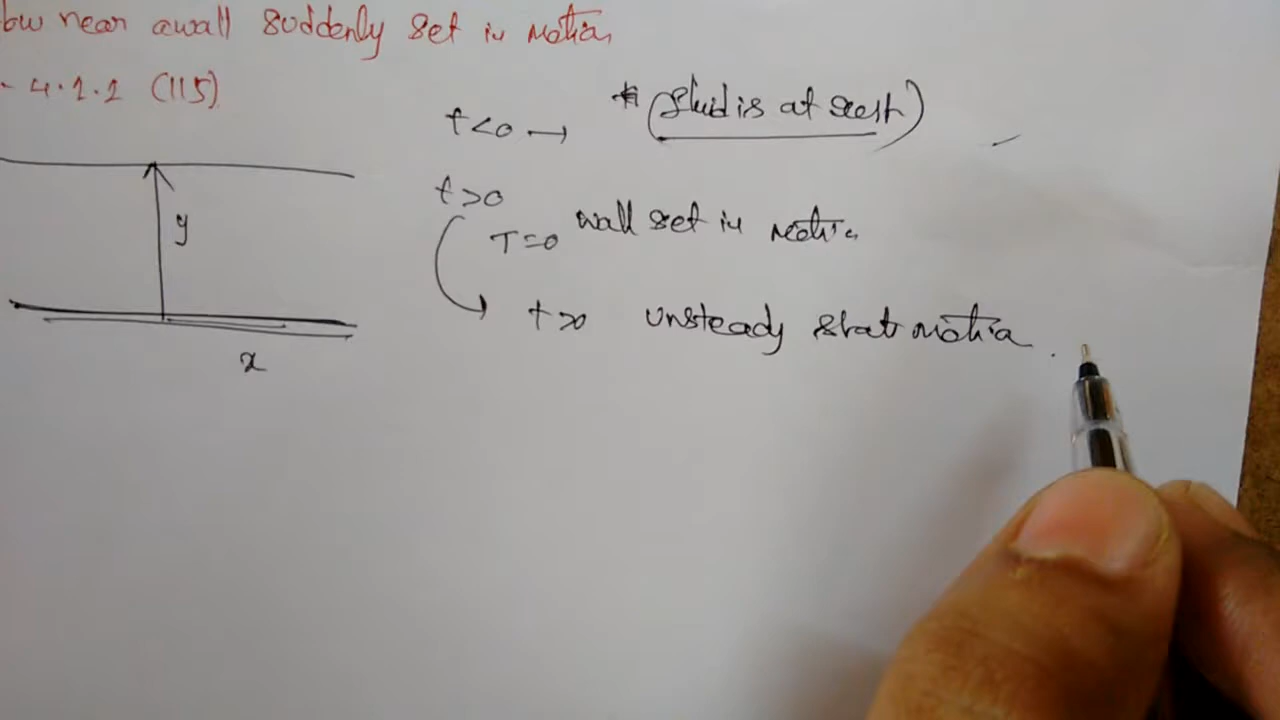 ow near a wall suddenly set in motion
- 4.1.1 (115)
t<0 → * (fluid is at rest)
t>0
T=0 wall set in motion
t>0 unsteady state motion.
y
x